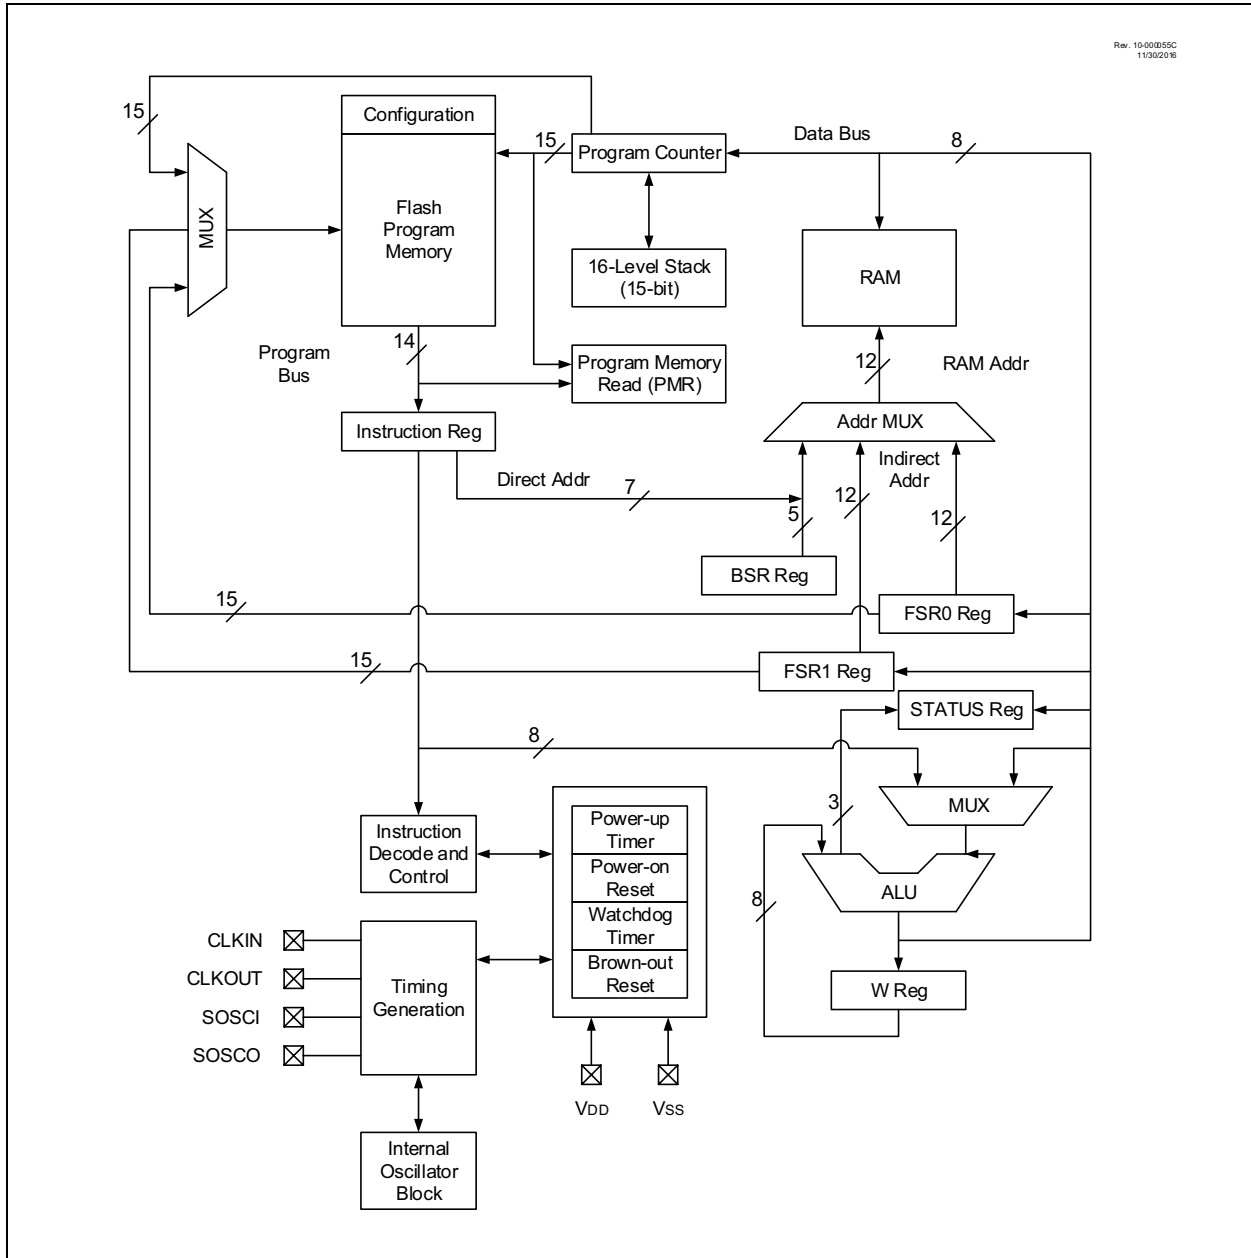 Rev. 10-000055C
11/30/2016
15
Configuration
15
Program Counter
Data Bus
8
MUX
Flash
Program
Memory
16-Level Stack
(15-bit)
RAM
Program
Bus
14
Program Memory
Read (PMR)
12
RAM Addr
Instruction Reg
Addr MUX
Direct Addr
7
Indirect
Addr
5
12
12
BSR Reg
15
FSR0 Reg
15
FSR1 Reg
STATUS Reg
8
3
MUX
Instruction
Decode and
Control
Power-up
Timer
Power-on
Reset
Watchdog
Timer
Brown-out
Reset
ALU
8
W Reg
CLKIN
CLKOUT
SOSCI
SOSCO
Timing
Generation
VDD
VSS
Internal
Oscillator
Block